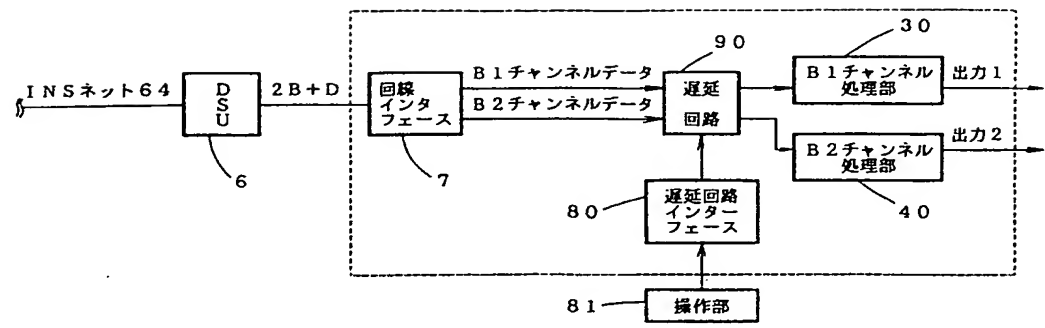 INSネット64
DSU
6
2B+D
回線
インタ
フェース
7
B1チャンネルデータ
B2チャンネルデータ
90
遅延
回路
30
B1チャンネル
処理部
出力1
B2チャンネル
処理部
出力2
40
80
遅延回路
インター
フェース
81
操作部